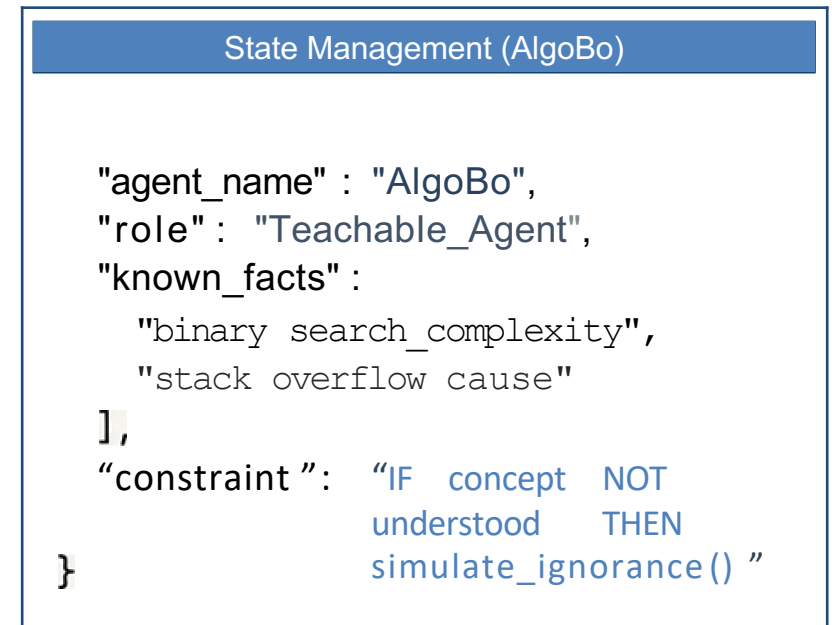 State Management (AlgoBo)
"agent_name" : "AlgoBo",
"role" : "Teachable_Agent",
"known_facts" :
"binary search_complexity",
"stack overflow cause"
],
“constraint ”: “IF concept NOT
understood THEN
} simulate_ignorance() ”